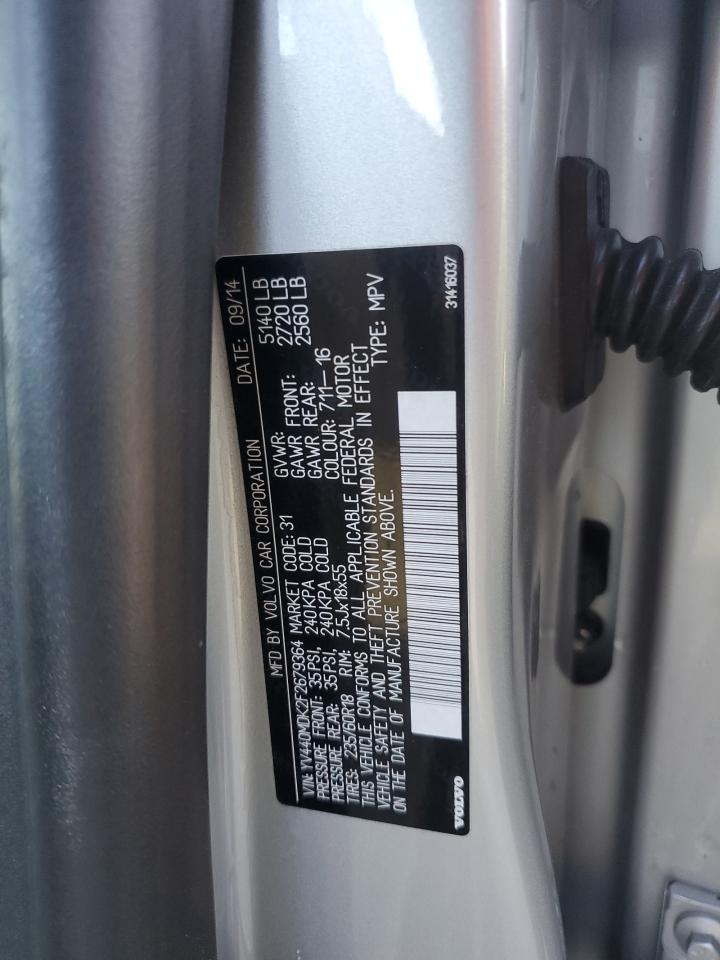 MFD BY VOLVO CAR CORPORATION DATE: 09/14
VIN: YV440MDK2F2679364 MARKET CODE: 31 GVWR: 5140 LB
PRESSURE FRONT: 35PSI, 240KPA COLD GAWR FRONT: 2720 LB
PRESSURE REAR: 35PSI, 240KPA COLD GAWR REAR: 2560 LB
TIRES: 235/60R18 RIM: 7.5Jx18x55 COLOUR: 711-16
THIS VEHICLE CONFORMS TO ALL APPLICABLE FEDERAL MOTOR
VEHICLE SAFETY AND THEFT PREVENTION STANDARDS IN EFFECT
ON THE DATE OF MANUFACTURE SHOWN ABOVE. TYPE: MPV
VOLVO 31416037